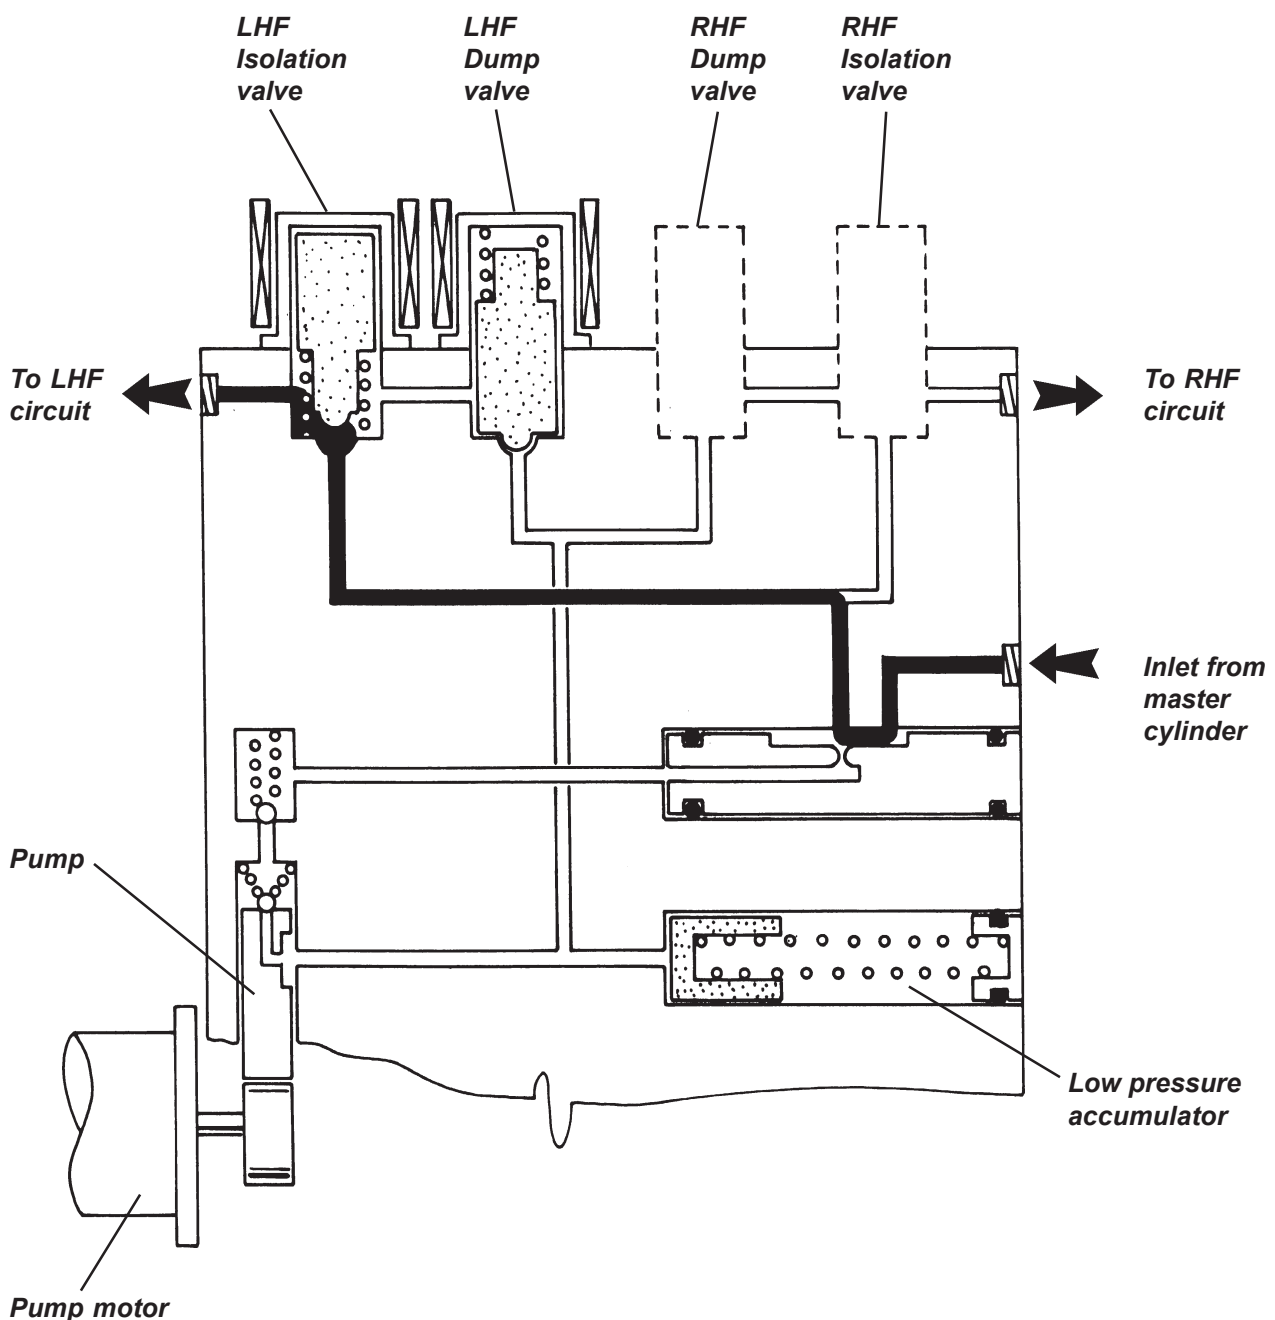 LHF
Isolation
valve
LHF
Dump
valve
RHF
Dump
valve
RHF
Isolation
valve
To LHF
circuit
To RHF
circuit
Inlet from
master
cylinder
Pump
Low pressure
accumulator
Pump motor